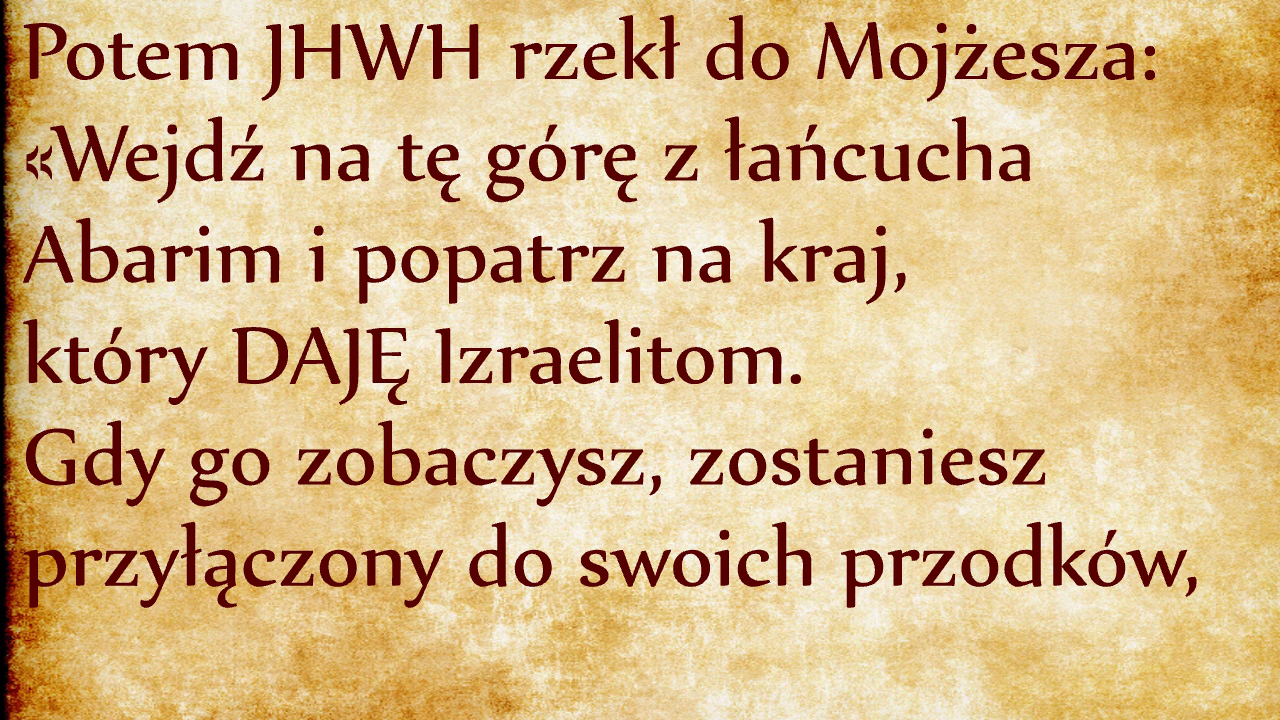 Potem JHWH rzekł do Mojżesza:
«Wejdź na tę górę z łańcucha
Abarim i popatrz na kraj,
który DAJĘ Izraelitom.
Gdy go zobaczysz, zostaniesz
przyłączony do swoich przodków,